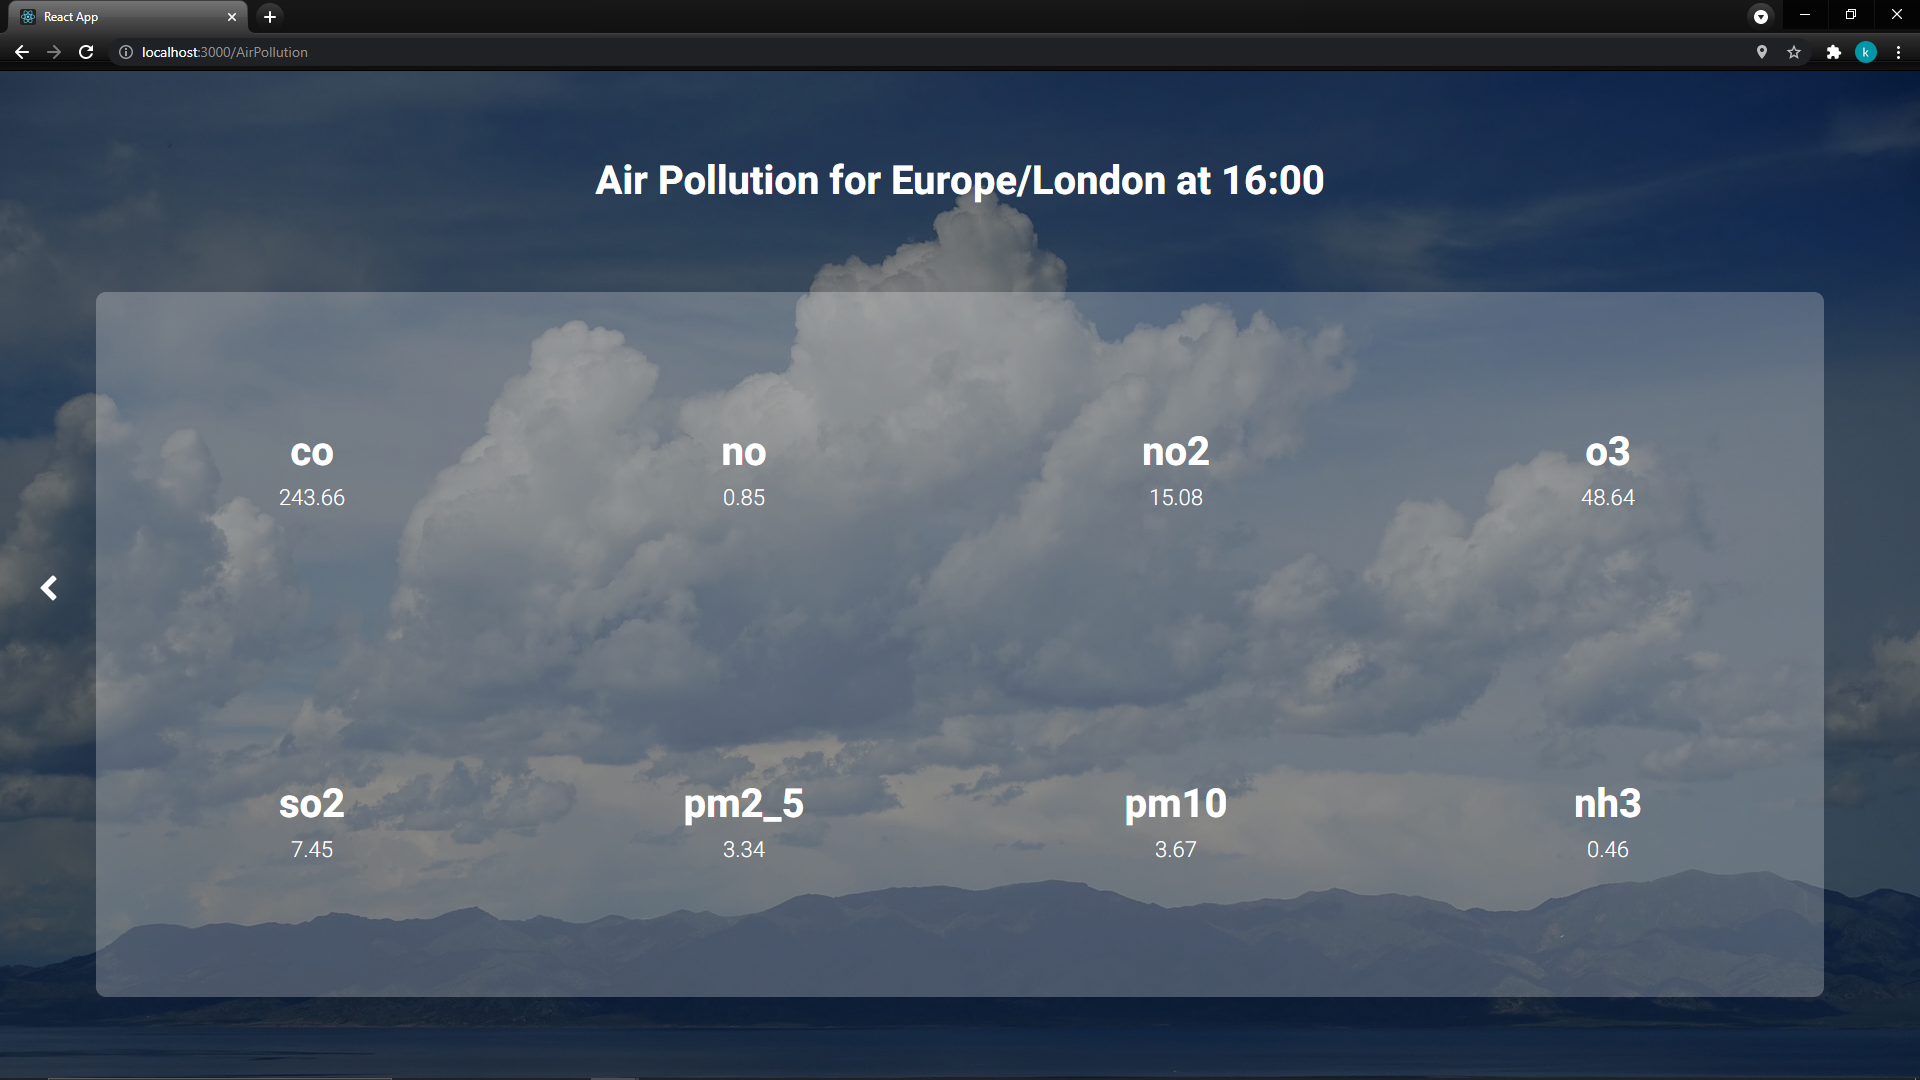 React App
localhost:3000/AirPollution
k
Air Pollution for Europe/London at 16:00
co no no2 o3
243.66 0.85 15.08 48.64
so2 pm2_5 pm10 nh3
7.45 3.34 3.67 0.46